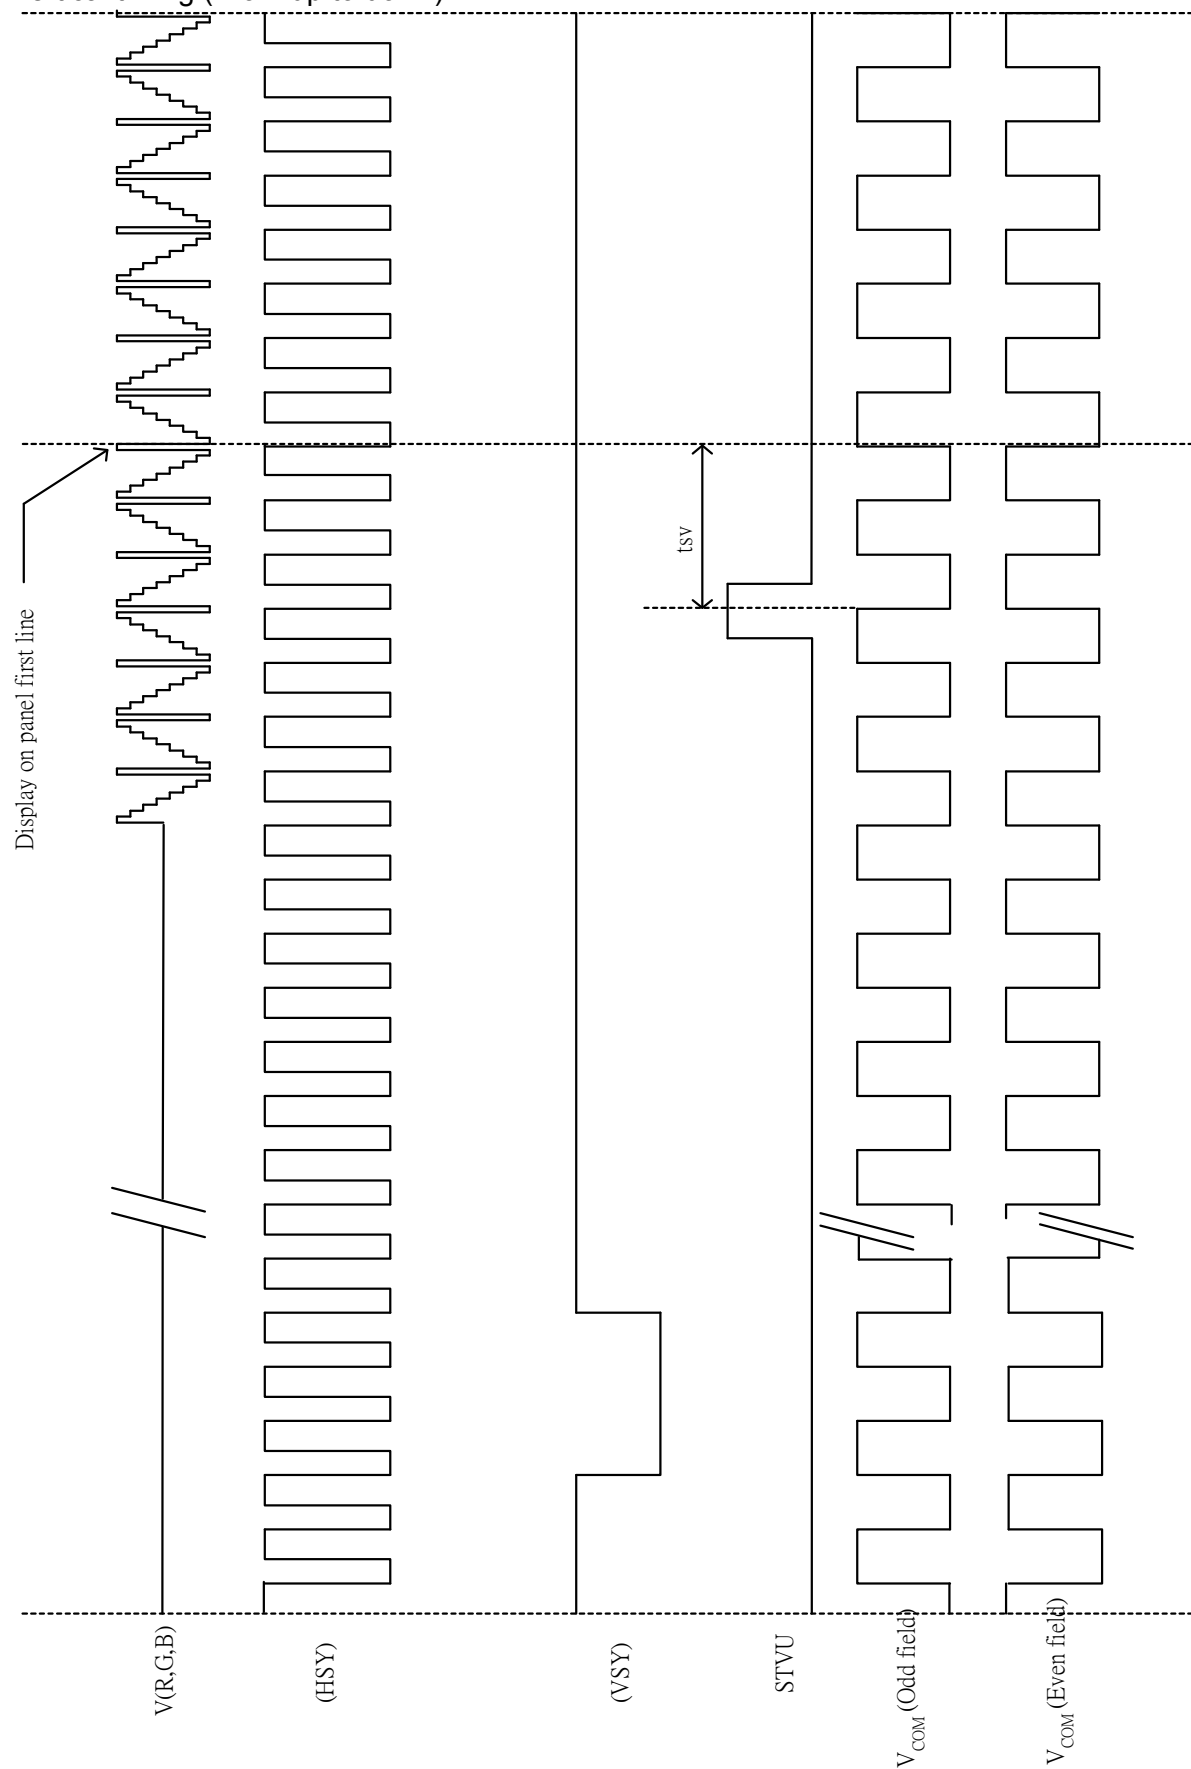 Display on panel first line
tsv
V(R,G,B)
(HSY)
(VSY)
STVU
VCOM (Odd field)
VCOM (Even field)